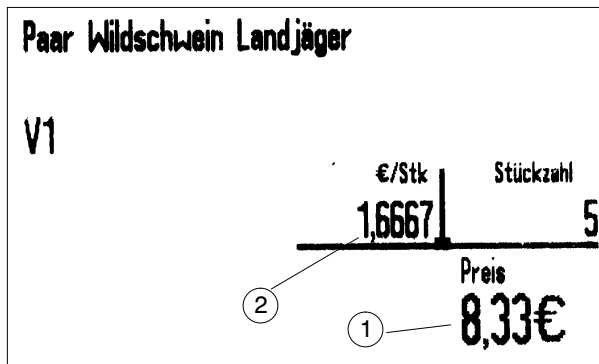 Paar Wildschwein Landjäger
V1
€/Stk Stückzahl
1,6667 5
Preis
2
1 8,33€